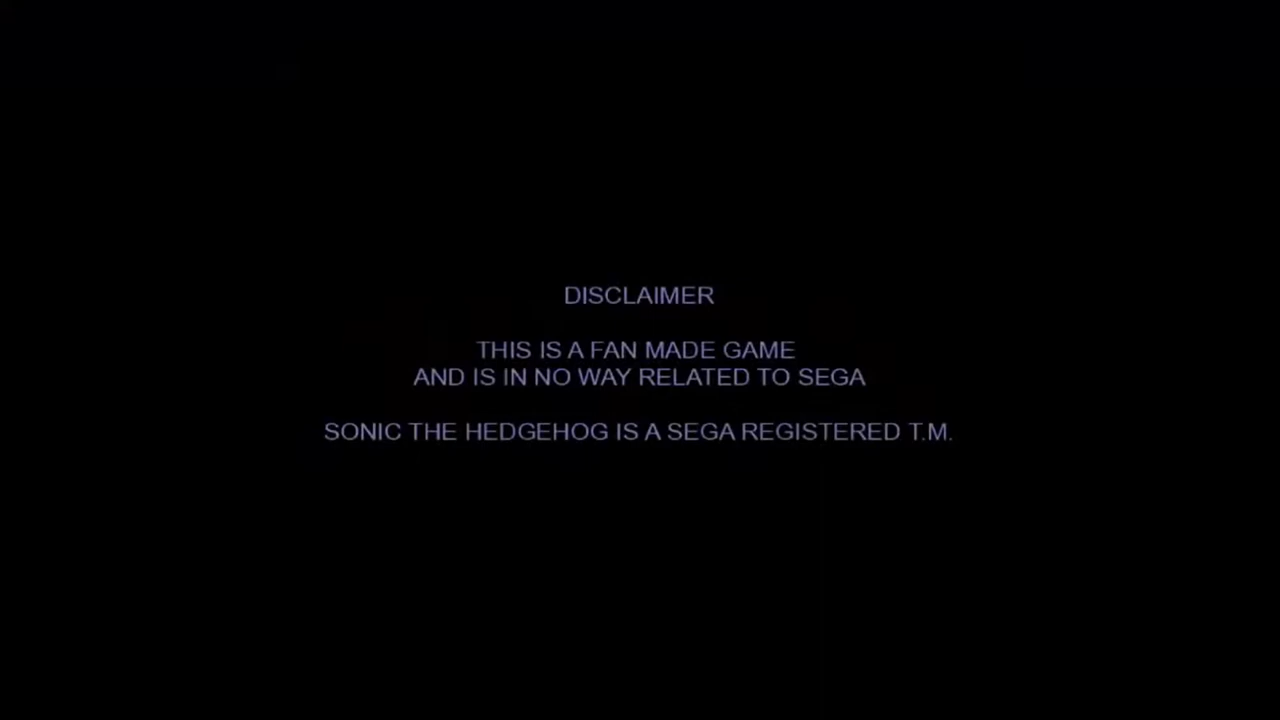 DISCLAIMER
THIS IS A FAN MADE GAME
AND IS IN NO WAY RELATED TO SEGA
SONIC THE HEDGEHOG IS A SEGA REGISTERED T.M.